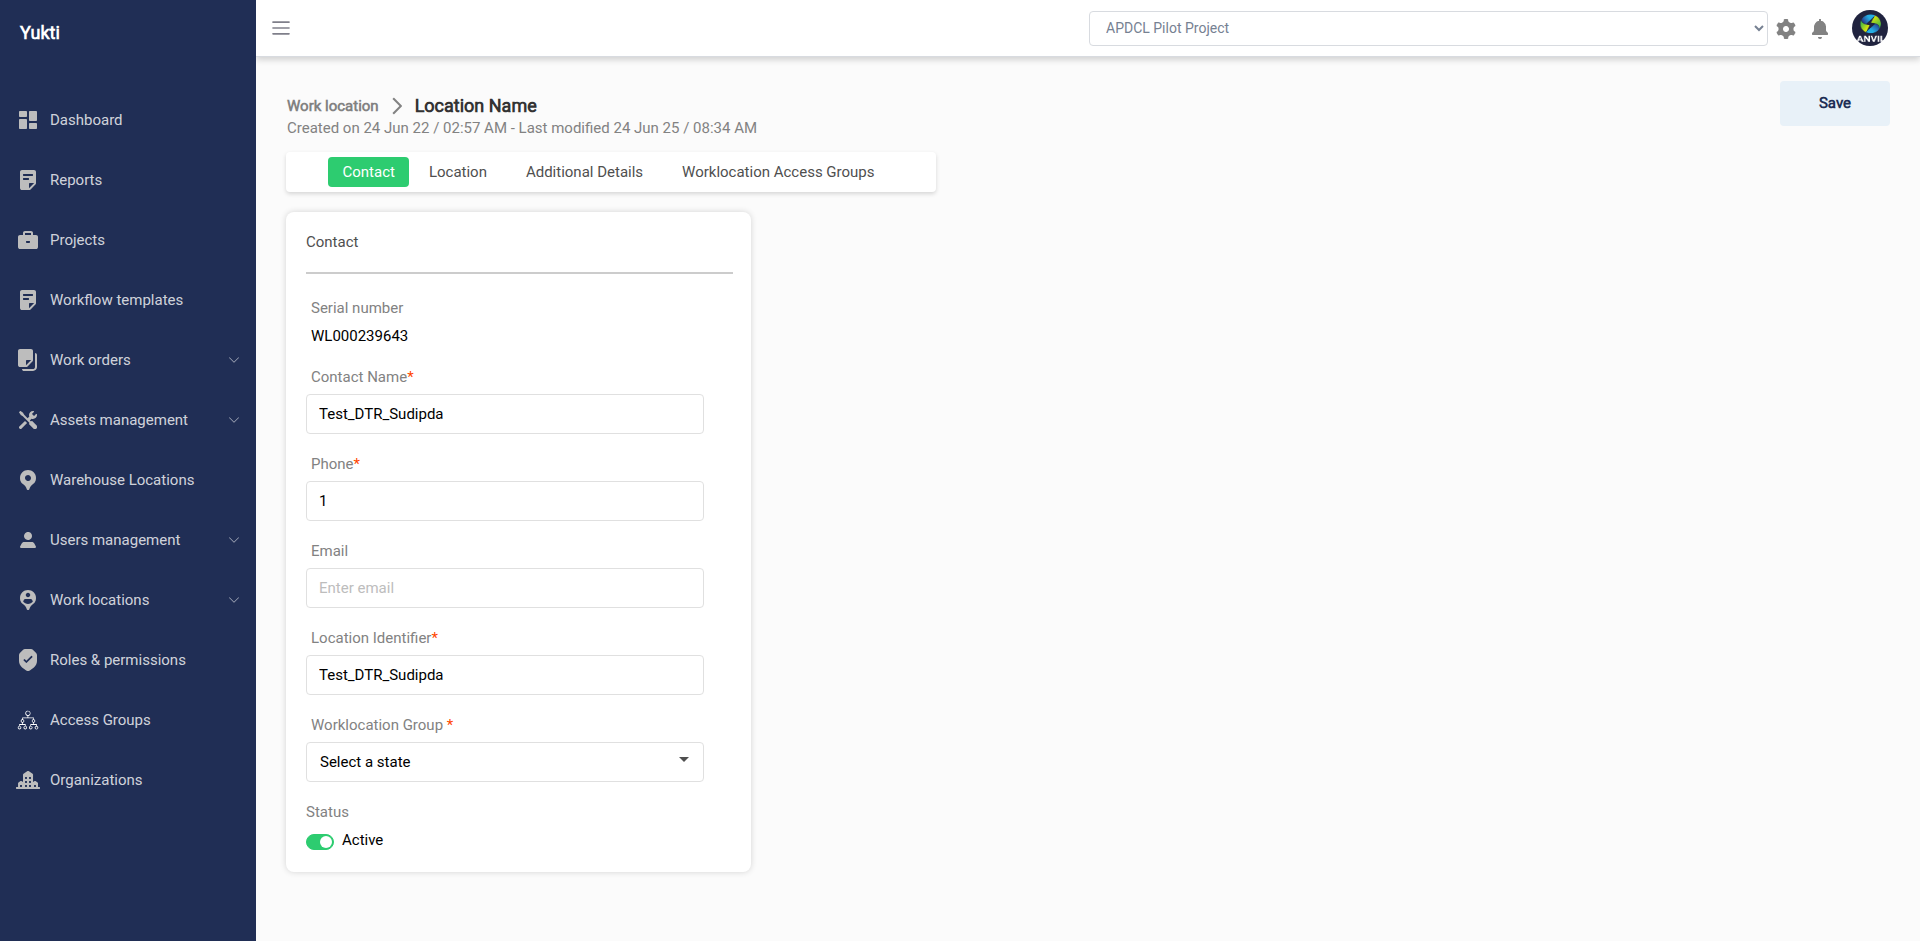 Yukti
APDCL Pilot Project
ANVIL
Dashboard
Reports
Projects
Workflow templates
Work orders
Assets management
Warehouse Locations
Users management
Work locations
Roles & permissions
Access Groups
Organizations
Work location
Location Name
Created on 24 Jun 22 / 02:57 AM - Last modified 24 Jun 25 / 08:34 AM
Save
Contact
Location
Additional Details
Worklocation Access Groups
Contact
Serial number
WL000239643
Contact Name*
Test_DTR_Sudipda
Phone*
1
Email
Enter email
Location Identifier*
Test_DTR_Sudipda
Worklocation Group *
Select a state
Status
Active